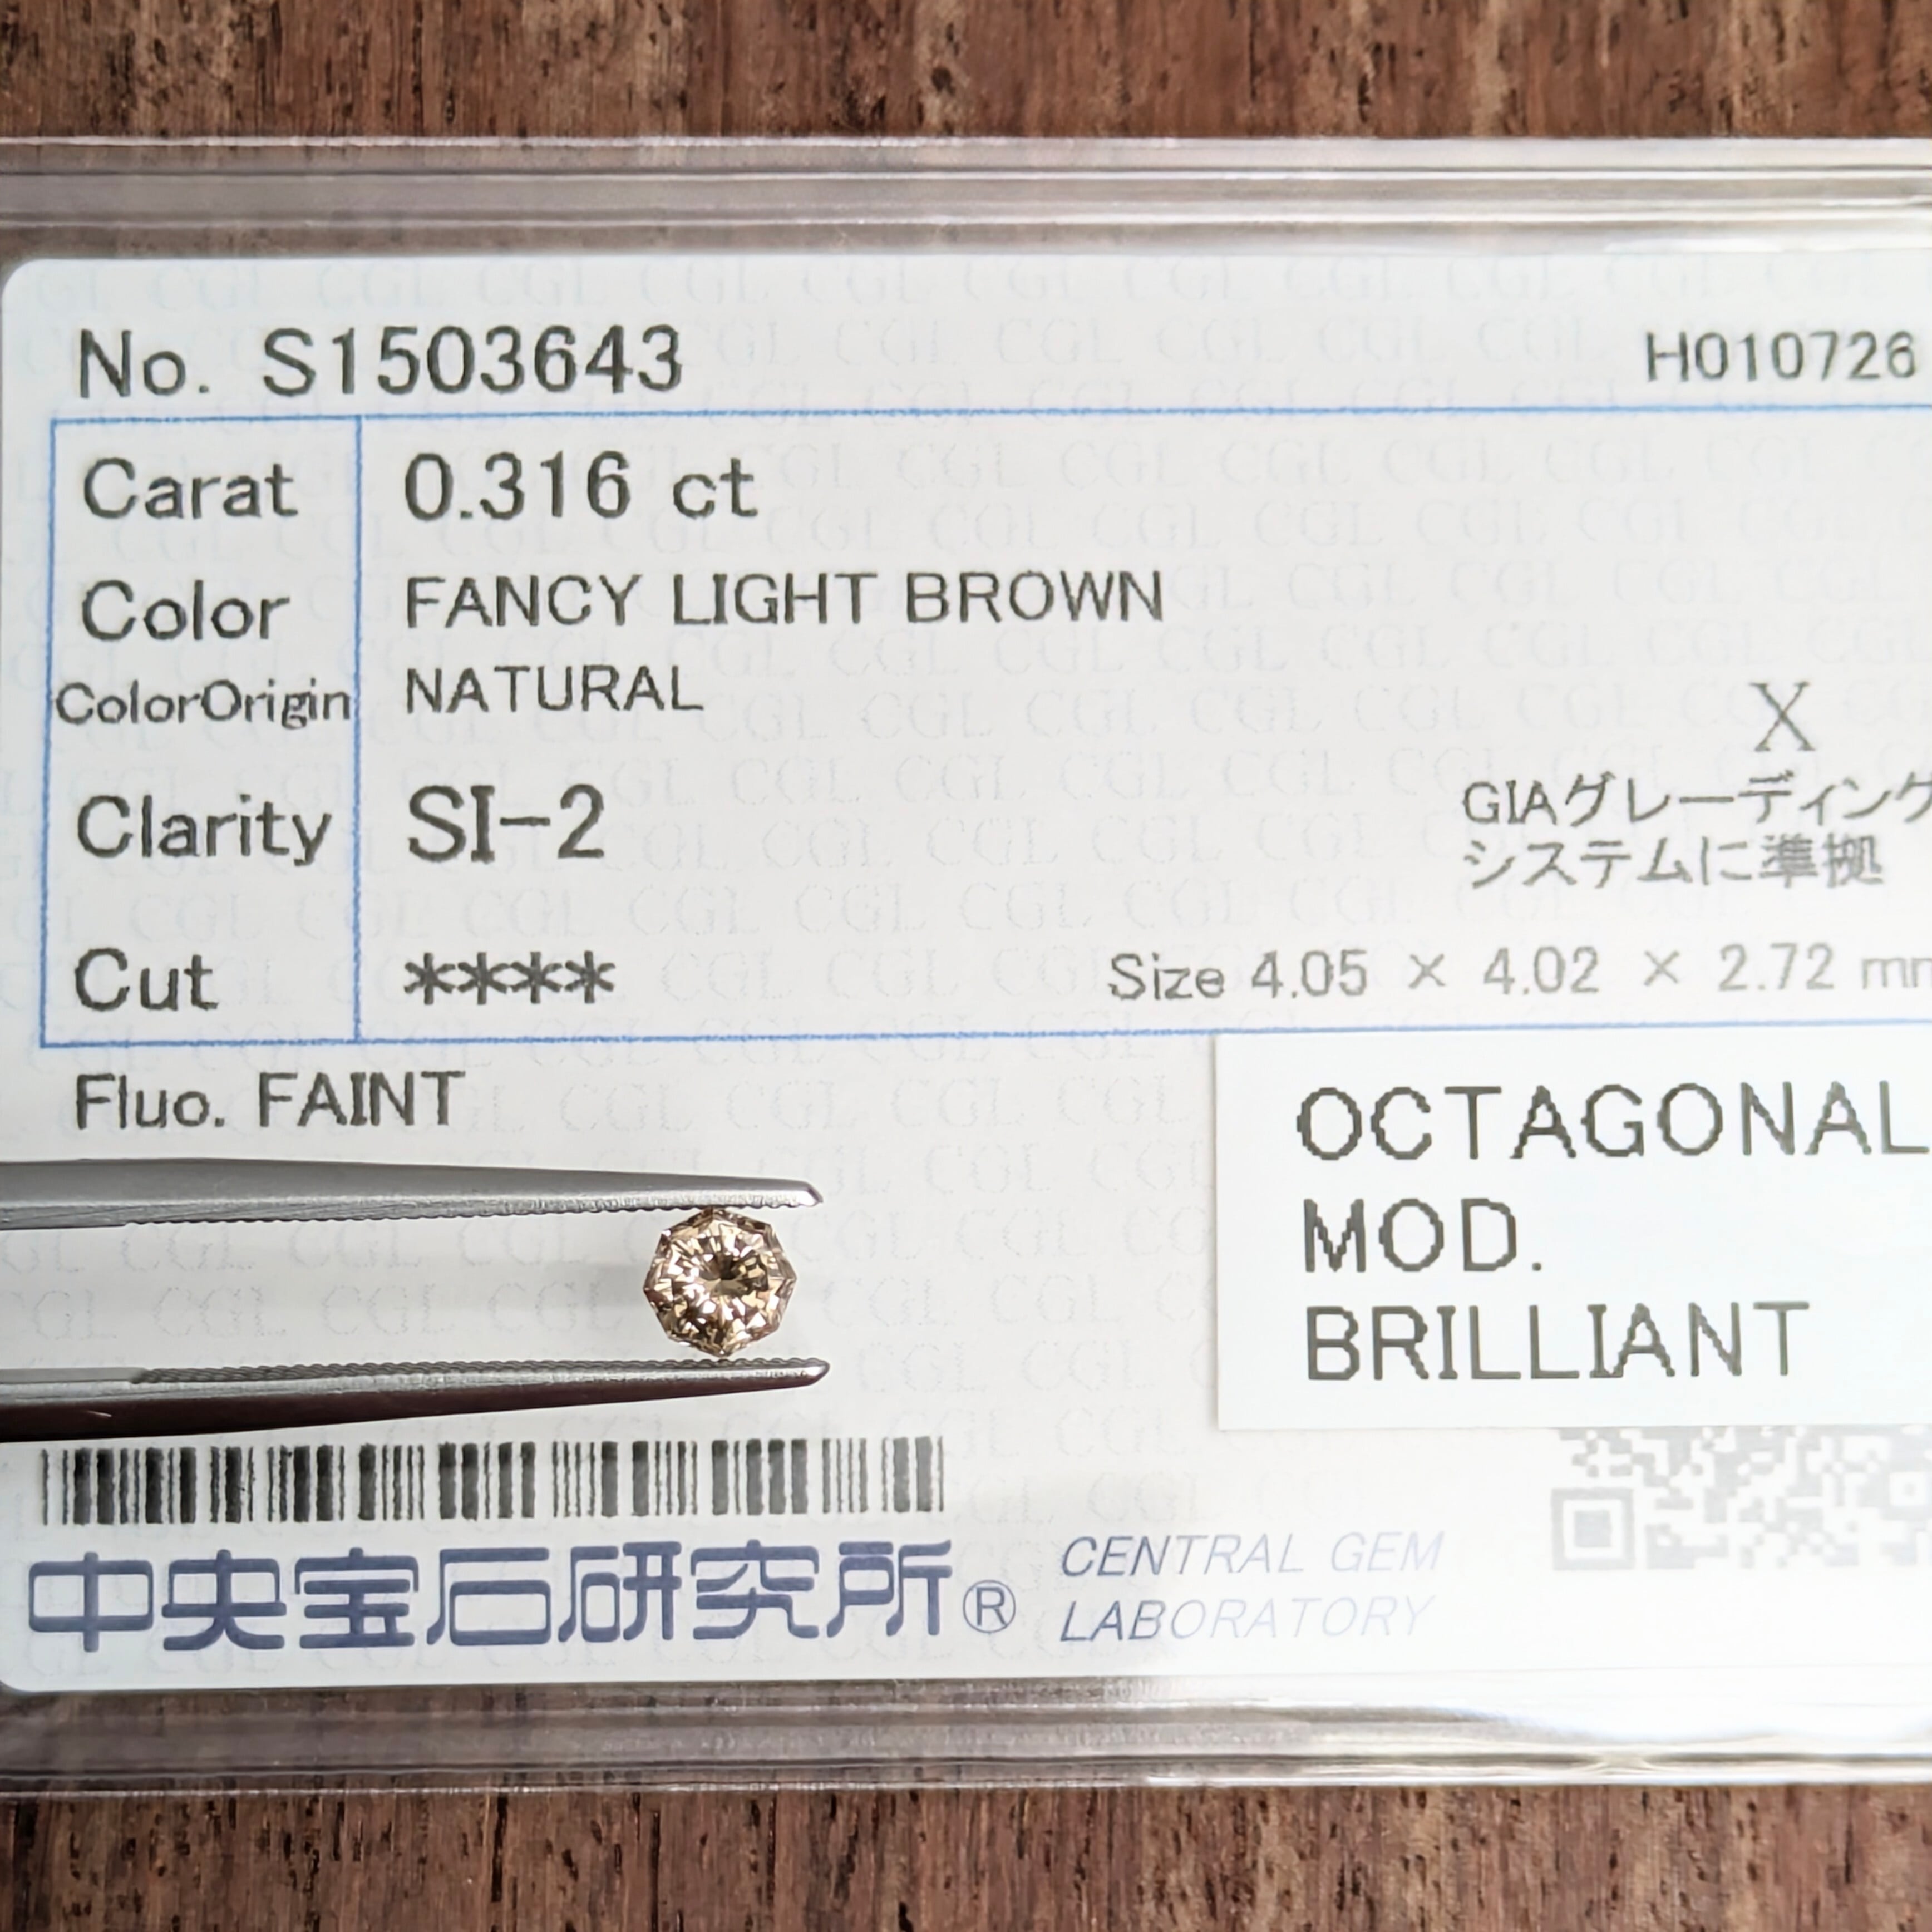 No. S1503643 H010726
Carat 0.316 ct
Color FANCY LIGHT BROWN
ColorOrigin NATURAL
X
Clarity SI-2
GIAグレーディング
システムに準拠
Cut ****
Size 4.05 × 4.02 × 2.72 mm
Fluo. FAINT
OCTAGONAL
MOD.
BRILLIANT
中央宝石研究所®
CENTRAL GEM
LABORATORY